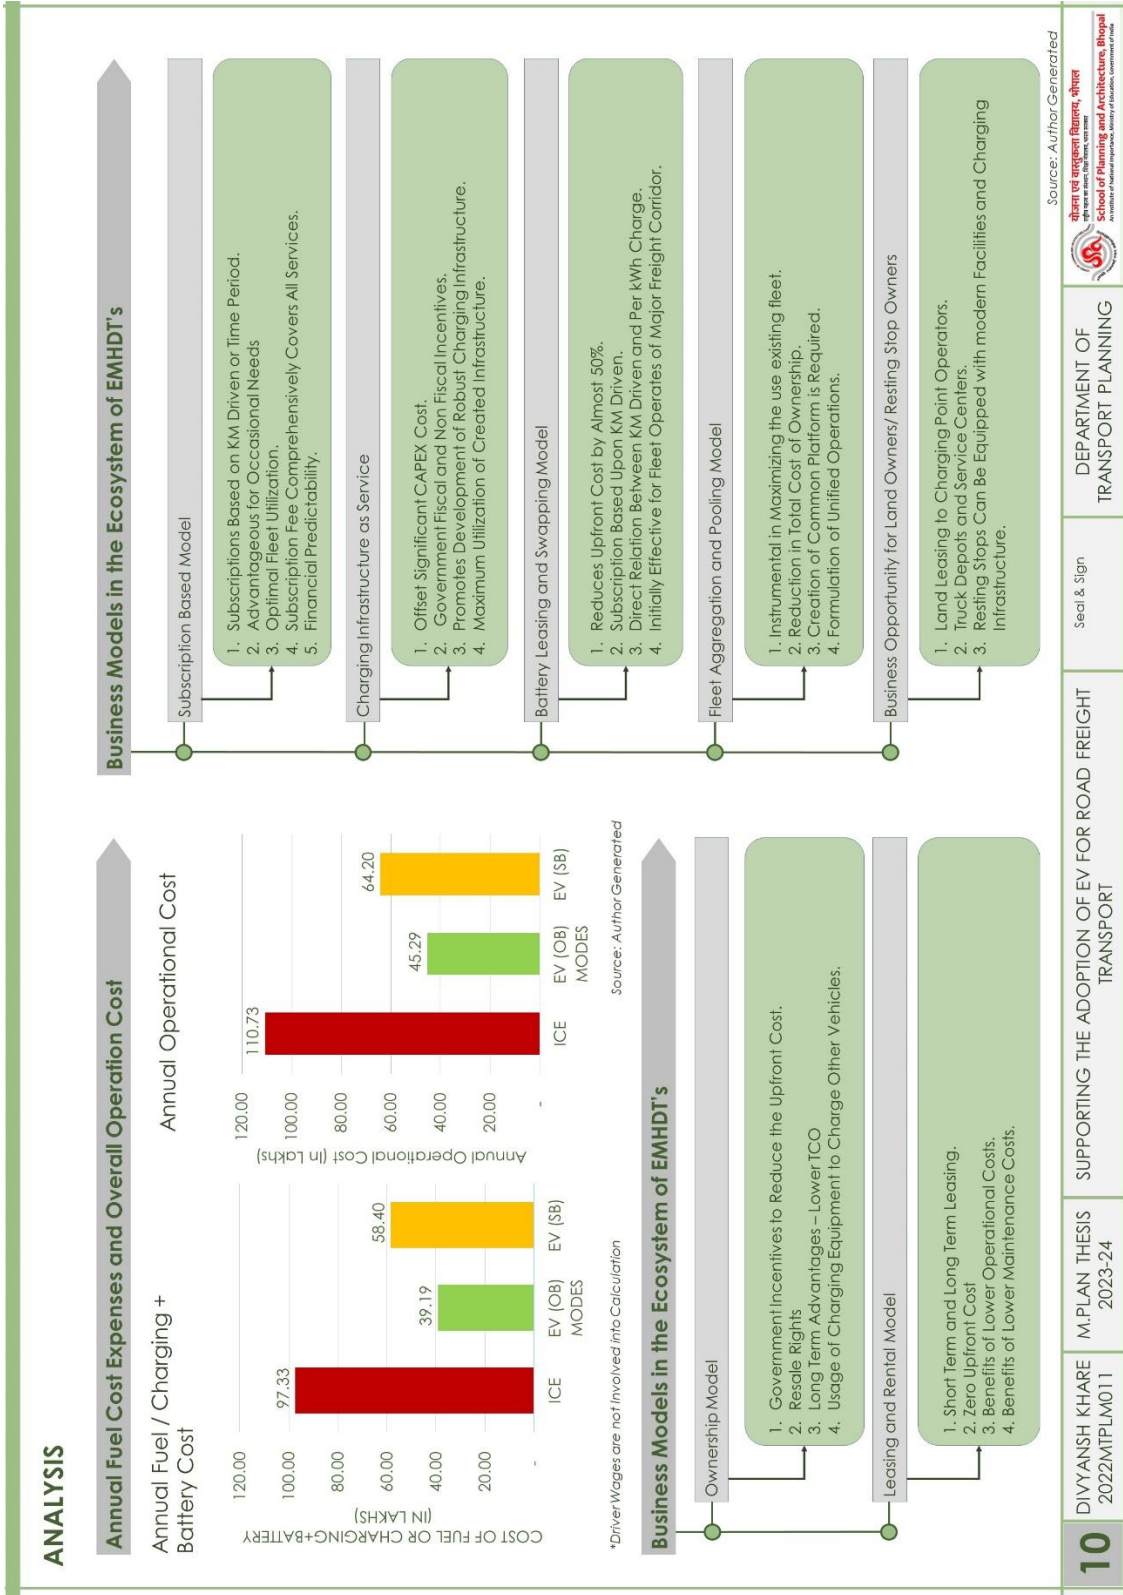 ANALYSIS
Annual Fuel Cost Expenses and Overall Operation Cost
Annual Fuel / Charging +
Battery Cost
COST OF FUEL OR CHARGING+BATTERY
(IN LAKHS)
120.00
100.00
80.00
60.00
40.00
20.00
-
97.33
39.19
58.40
ICE
EV (OB)
EV (SB)
MODES
Annual Operational Cost
Annual Operational Cost (In Lakhs)
120.00
100.00
80.00
60.00
40.00
20.00
-
110.73
45.29
64.20
ICE
EV (OB)
EV (SB)
MODES
*Driver Wages are not Involved into Calculation
Source: Author Generated
Business Models in the Ecosystem of EMHDT's
Ownership Model
1. Government Incentives to Reduce the Upfront Cost.
2. Resale Rights
3. Long Term Advantages – Lower TCO
4. Usage of Charging Equipment to Charge Other Vehicles.
Leasing and Rental Model
1. Short Term and Long Term Leasing.
2. Zero Upfront Cost
3. Benefits of Lower Operational Costs.
4. Benefits of Lower Maintenance Costs.
Business Models in the Ecosystem of EMHDT's
Subscription Based Model
1. Subscriptions Based on KM Driven or Time Period.
2. Advantageous for Occasional Needs
3. Optimal Fleet Utilization.
4. Subscription Fee Comprehensively Covers All Services.
5. Financial Predictability.
Charging Infrastructure as Service
1. Offset Significant CAPEX Cost.
2. Government Fiscal and Non Fiscal Incentives.
3. Promotes Development of Robust Charging Infrastructure.
4. Maximum Utilization of Created Infrastructure.
Battery Leasing and Swapping Model
1. Reduces Upfront Cost by Almost 50%.
2. Subscription Based Upon KM Driven.
3. Direct Relation Between KM Driven and Per kWh Charge.
4. Initially Effective for Fleet Operates of Major Freight Corridor.
Fleet Aggregation and Pooling Model
1. Instrumental in Maximizing the use existing fleet.
2. Reduction in Total Cost of Ownership.
3. Creation of Common Platform is Required.
4. Formulation of Unified Operations.
Business Opportunity for Land Owners/ Resting Stop Owners
1. Land Leasing to Charging Point Operators.
2. Truck Depots and Service Centers.
3. Resting Stops Can Be Equipped with modern Facilities and Charging
Infrastructure.
Source: Author Generated
10
DIVYANSH KHARE
2022MTPLM011
M.PLAN THESIS
2023-24
SUPPORTING THE ADOPTION OF EV FOR ROAD FREIGHT
TRANSPORT
Seal & Sign
DEPARTMENT OF
TRANSPORT PLANNING
योजना एवं वास्तुकला विद्यालय, भोपाल
School of Planning and Architecture, Bhopal
An Institute of National Importance, Ministry of Education, Government of India